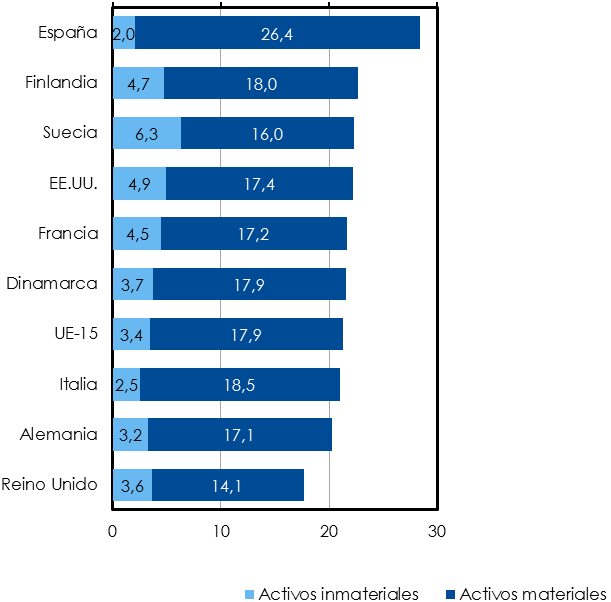 España 2,0 26,4
Finlandia 4,7 18,0
Suecia 6,3 16,0
EE.UU. 4,9 17,4
Francia 4,5 17,2
Dinamarca 3,7 17,9
UE-15 3,4 17,9
Italia 2,5 18,5
Alemania 3,2 17,1
Reino Unido 3,6 14,1
0 10 20 30
Activos inmateriales Activos materiales